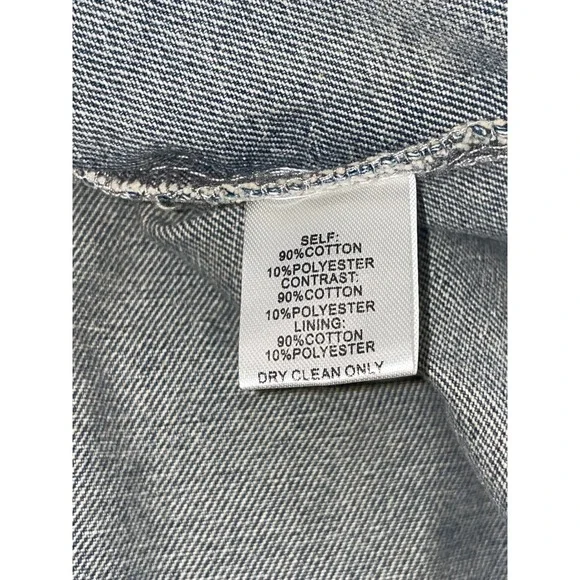 SELF:
90%COTTON
10%POLYESTER
CONTRAST:
90%COTTON
10%POLYESTER
LINING:
90%COTTON
10%POLYESTER
DRY CLEAN ONLY